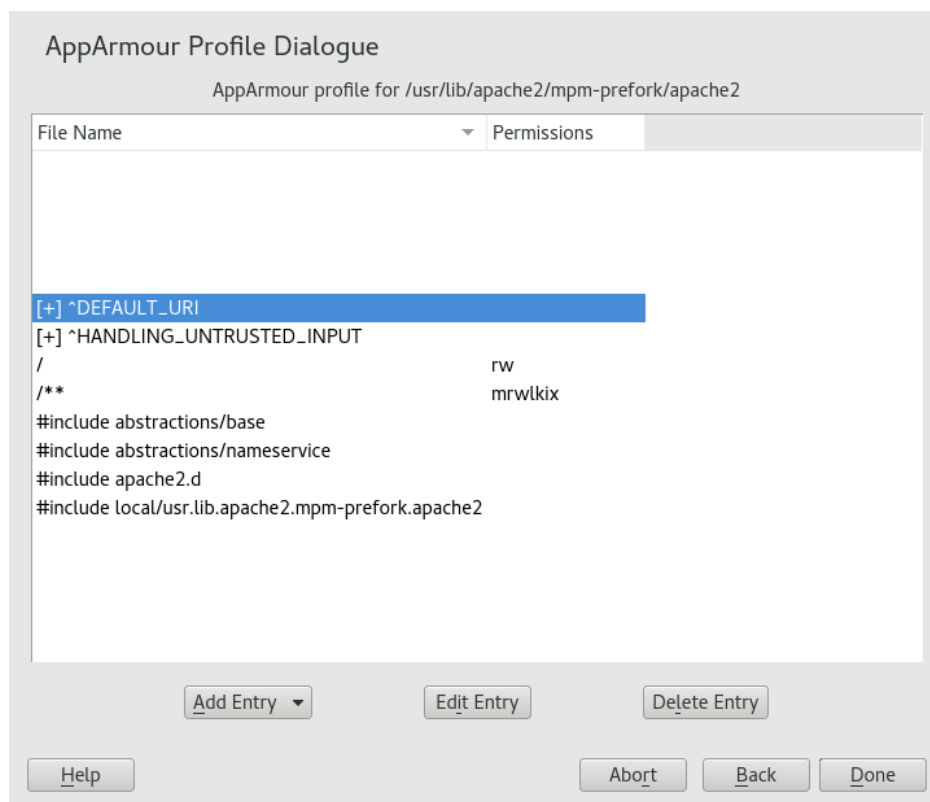 AppArmour Profile Dialogue
AppArmour profile for /usr/lib/apache2/mpm-prefork/apache2
File Name Permissions
[+] ^DEFAULT_URI
[+] ^HANDLING_UNTRUSTED_INPUT
/ rw
/** mrwlkix
#include abstractions/base
#include abstractions/nameservice
#include apache2.d
#include local/usr.lib.apache2.mpm-prefork.apache2
Add Entry Edit Entry Delete Entry
Help Abort Back Done